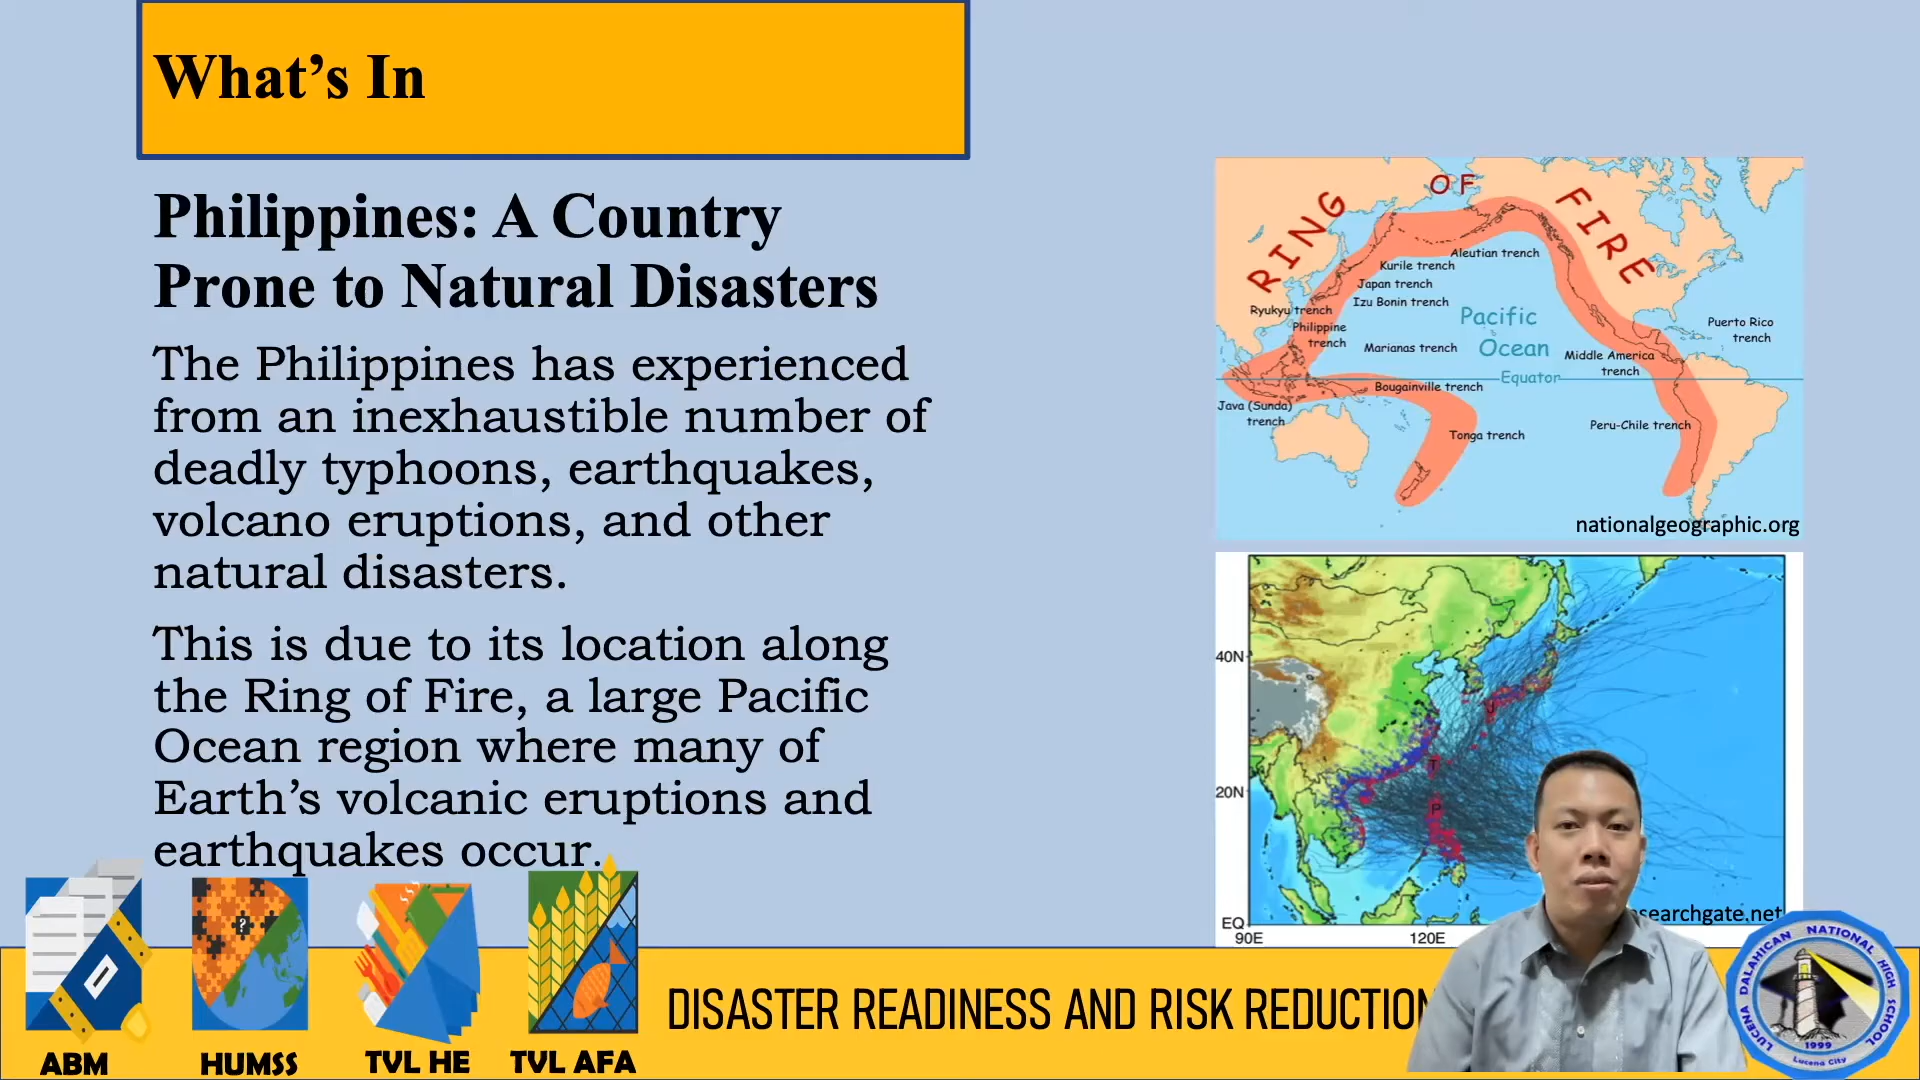 What's In
Philippines: A Country
Prone to Natural Disasters
The Philippines has experienced
from an inexhaustible number of
deadly typhoons, earthquakes,
volcano eruptions, and other
natural disasters.
This is due to its location along
the Ring of Fire, a large Pacific
Ocean region where many of
Earth's volcanic eruptions and
earthquakes occur.
RING OF FIRE
Aleutian trench
Kurile trench
Japan trench
Izu Bonin trench
Ryukyu trench
Philippine
trench
Marianas trench
Pacific
Ocean
Equator
Puerto Rico
trench
Middle America
trench
Bougainville trench
Java (Sunda)
trench
Tonga trench
Peru-Chile trench
nationalgeographic.org
40N
20N
EQ
90E
120E
J
T
P
searchgate.net
ABM
HUMSS
TVL HE
TVL AFA
?
DISASTER READINESS AND RISK REDUCTION
LUCENA DALAHICAN NATIONAL HIGH SCHOOL
1999
Lucena City